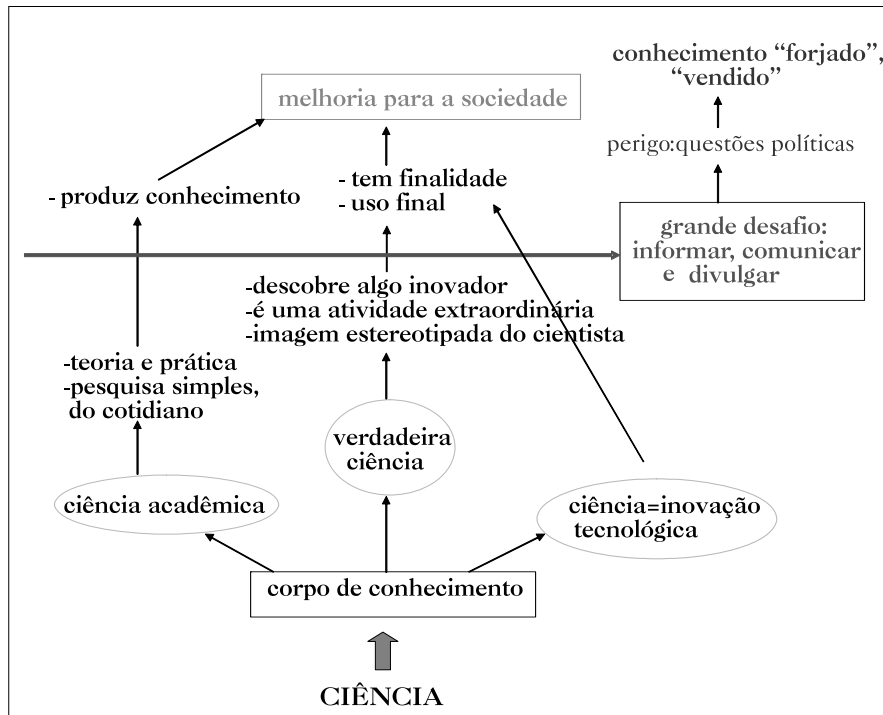 conhecimento “forjado”,
“vendido”
melhoria para a sociedade
perigo:questões políticas
- produz conhecimento
- tem finalidade
- uso final
grande desafio:
informar, comunicar
e divulgar
-descobre algo inovador
-é uma atividade extraordinária
-imagem estereotipada do cientista
-teoria e prática
-pesquisa simples,
do cotidiano
verdadeira
ciência
ciência acadêmica
ciência=inovação
tecnológica
corpo de conhecimento
CIÊNCIA